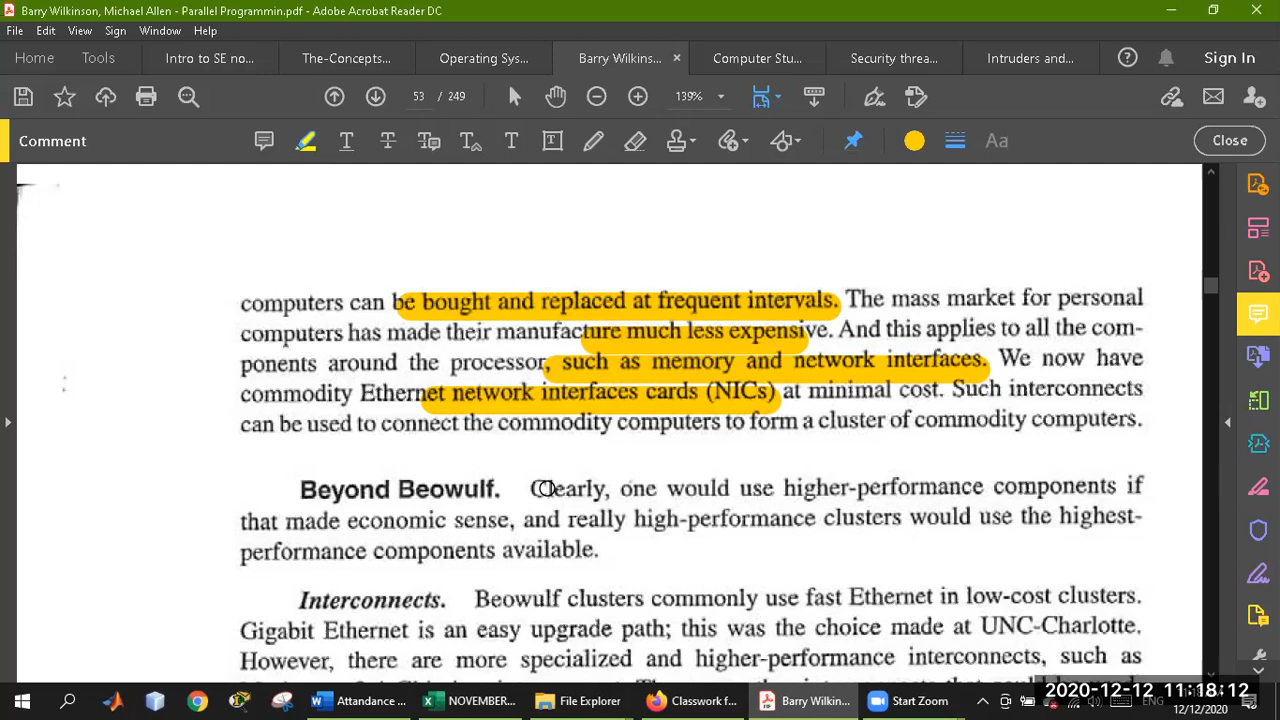 Barry Wilkinson, Michael Allen - Parallel Programmin.pdf - Adobe Acrobat Reader DC
File Edit View Sign Window Help
Home Tools Intro to SE no... The-Concepts... Operating Sys... Barry Wilkins... × Computer Stu... Security threa... Intruders and... Sign In
53 / 249 139%
Comment Aa Close
computers can be bought and replaced at frequent intervals. The mass market for personal
computers has made their manufacture much less expensive. And this applies to all the com-
ponents around the processor, such as memory and network interfaces. We now have
commodity Ethernet network interfaces cards (NICs) at minimal cost. Such interconnects
can be used to connect the commodity computers to form a cluster of commodity computers.
Beyond Beowulf. Clearly, one would use higher-performance components if
that made economic sense, and really high-performance clusters would use the highest-
performance components available.
Interconnects. Beowulf clusters commonly use fast Ethernet in low-cost clusters.
Gigabit Ethernet is an easy upgrade path; this was the choice made at UNC-Charlotte.
However, there are more specialized and higher-performance interconnects, such as
Attandance ... NOVEMBER... File Explorer Classwork f... Barry Wilkins... Start Zoom ENG
2020-12-12 11:18:12
12/12/2020